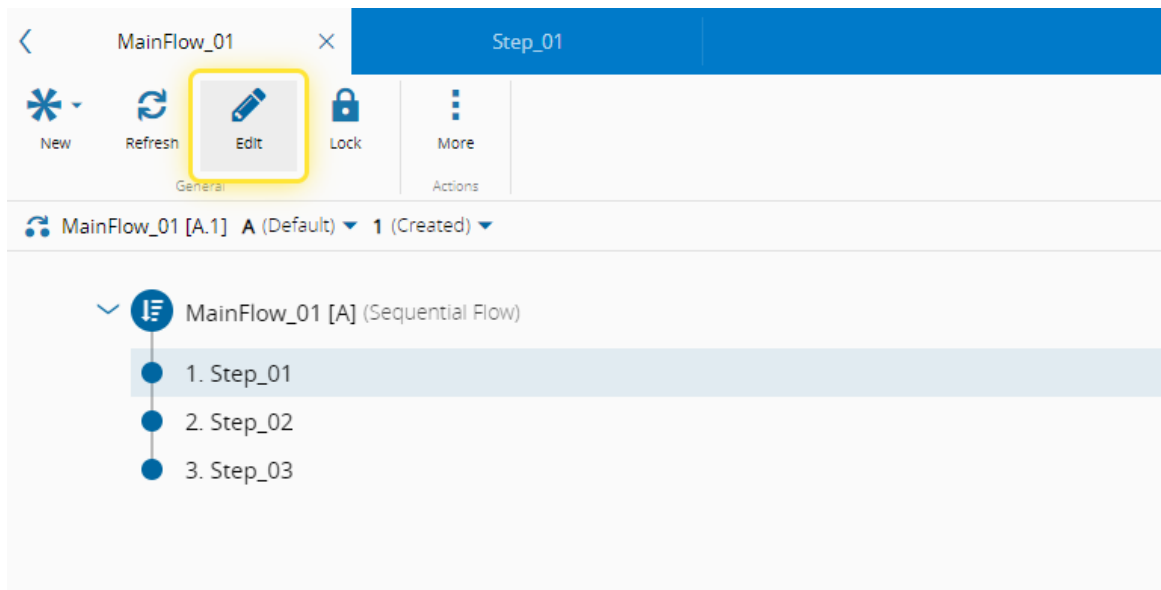 MainFlow_01 Step_01
New Refresh Edit Lock More
General Actions
MainFlow_01 [A.1] A (Default) 1 (Created)
MainFlow_01 [A] (Sequential Flow)
1. Step_01
2. Step_02
3. Step_03